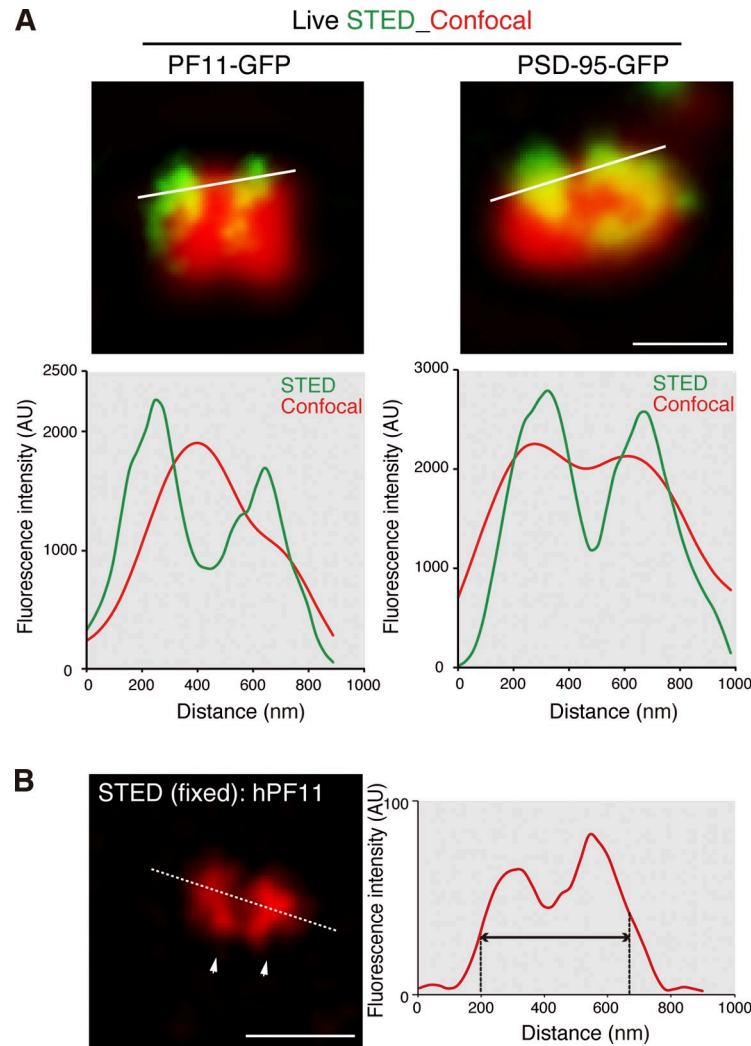 A
Live STED_Confocal
PF11-GFP
PSD-95-GFP
2500
2000
1000
0
Fluorescence intensity (AU)
STED
Confocal
0 200 400 600 800 1000
Distance (nm)
3000
2000
1000
0
Fluorescence intensity (AU)
STED
Confocal
0 200 400 600 800 1000
Distance (nm)
B
STED (fixed): hPF11
100
0
Fluorescence intensity (AU)
0 200 400 600 800 1000
Distance (nm)